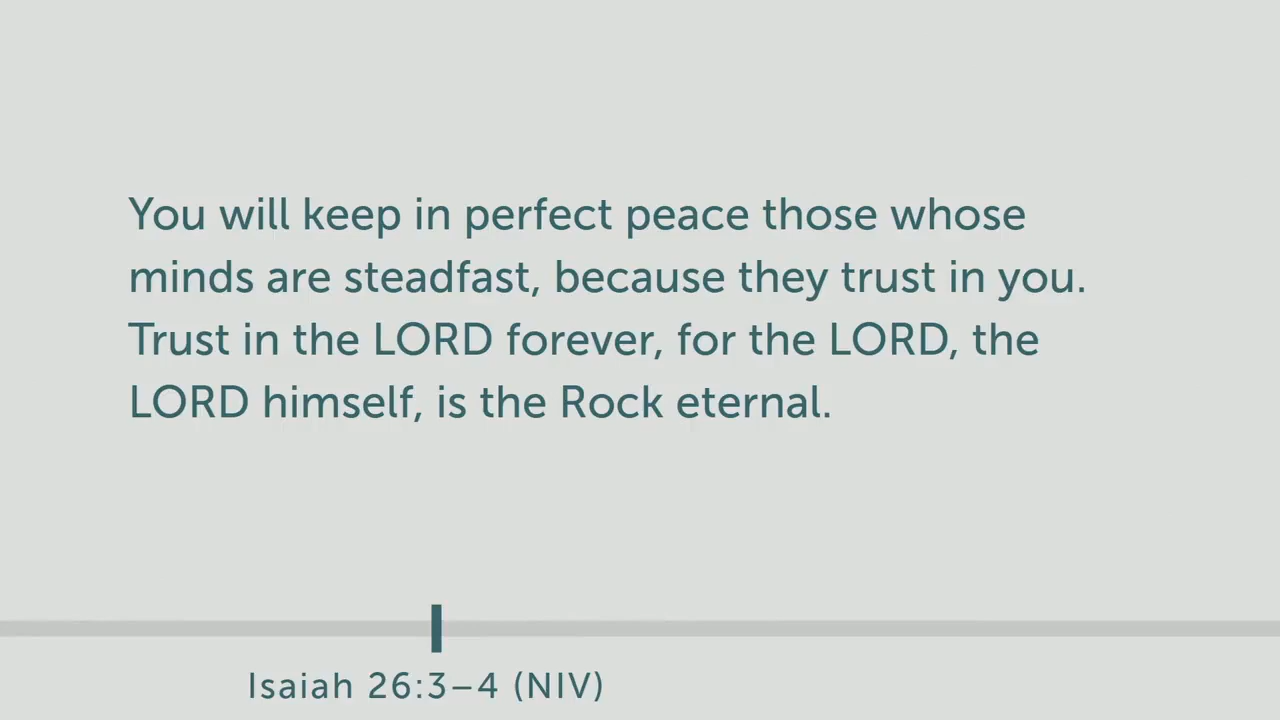 You will keep in perfect peace those whose
minds are steadfast, because they trust in you.
Trust in the LORD forever, for the LORD, the
LORD himself, is the Rock eternal.
Isaiah 26:3–4 (NIV)